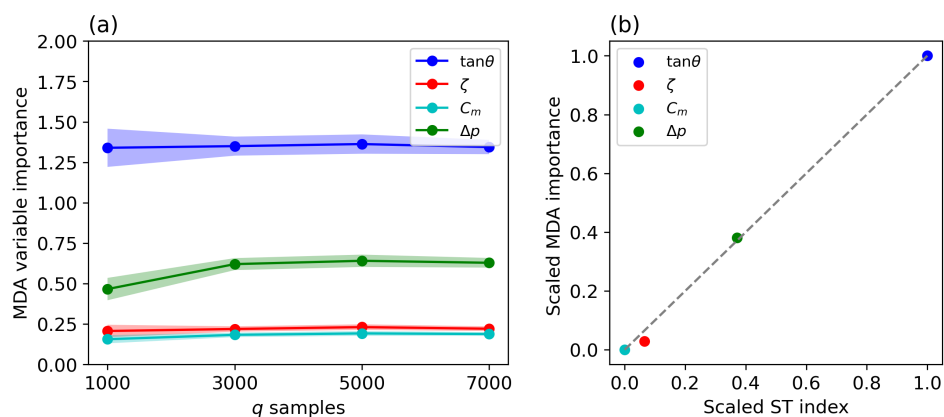 (a)
MDA variable importance
2.00
1.75
1.50
1.25
1.00
0.75
0.50
0.25
0.00
tanθ
ζ
C_m
Δp
1000 3000 5000 7000
q samples
(b)
Scaled MDA importance
1.0
0.8
0.6
0.4
0.2
0.0
tanθ
ζ
C_m
Δp
0.0 0.2 0.4 0.6 0.8 1.0
Scaled ST index